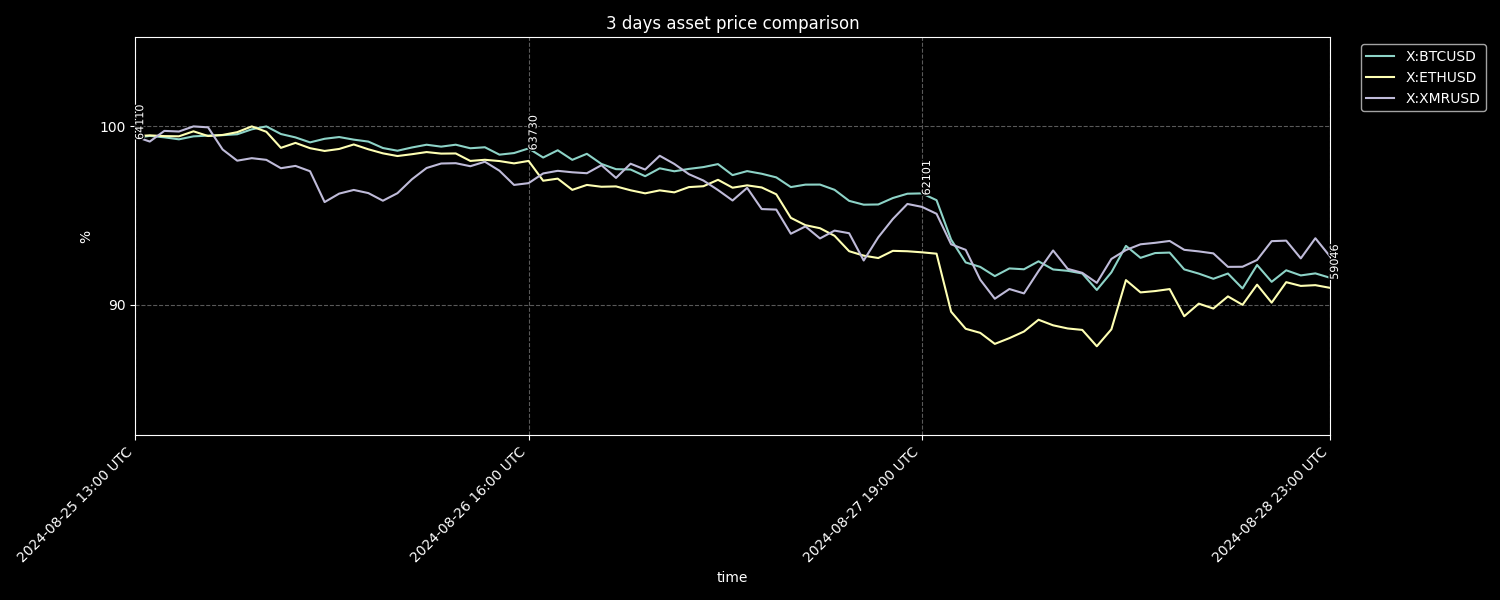 3 days asset price comparison
X:BTCUSD
X:ETHUSD
X:XMRUSD
100
90
%
64110
63730
62101
59046
2024-08-25 13:00 UTC
2024-08-26 16:00 UTC
2024-08-27 19:00 UTC
2024-08-28 23:00 UTC
time